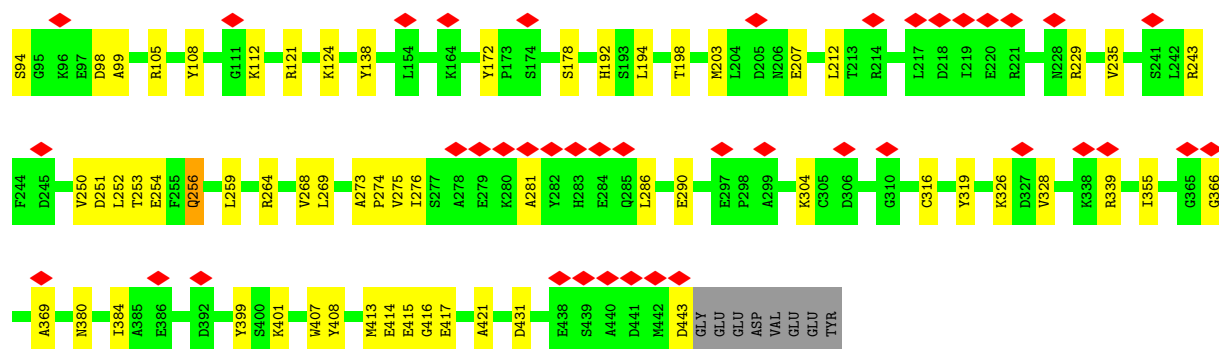 S94 G95 K96 E97 D98 A99 R105 Y108 G111 K112 R121 K124 Y138 L154 K164 Y172 P173 S174 S178 H192 S193 L194 T198 M203 L204 D205 N206 E207 L212 T213 R214 L217 D218 I219 E220 R221 N228 R229 V235 S241 L242 R243
F244 D245 V250 D251 L252 T253 E254 F255 Q256 L259 R264 V268 L269 A273 P274 V275 I276 S277 A278 E279 K280 A281 Y282 H283 E284 Q285 L286 E290 E297 P298 A299 K304 C305 D306 G310 C316 Y319 K326 D327 V328 K338 R339 I355 G365 G366
A369 N380 I384 A385 E386 D392 Y399 S400 K401 W407 Y408 M413 E414 E415 G416 E417 A421 D431 E438 S439 A440 D441 M442 D443 GLY GLU GLU ASP VAL GLU GLU TYR